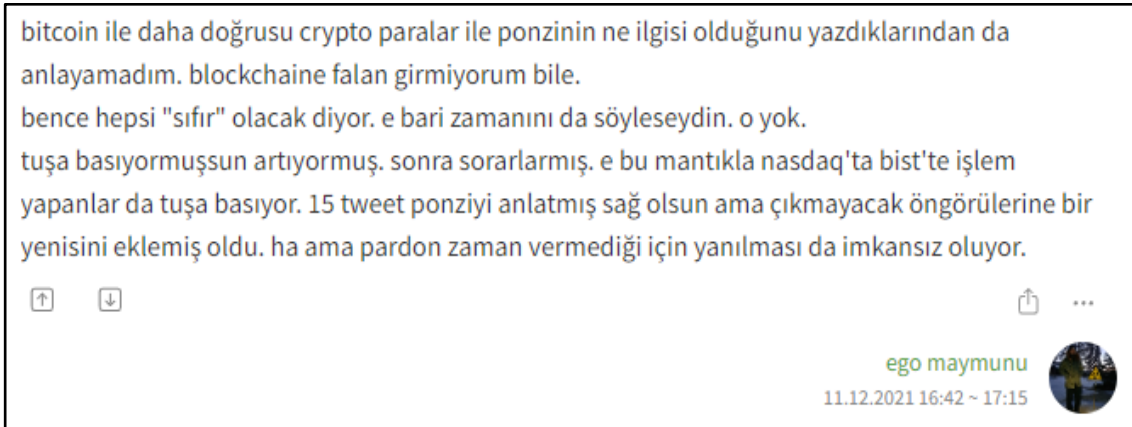 bitcoin ile daha doğrusu crypto paralar ile ponzinin ne ilgisi olduğunu yazdıklarından da
anlayamadım. blockchaine falan girmiyorum bile.
bence hepsi "sıfır" olacak diyor. e bari zamanını da söyleseydin. o yok.
tuşa basıyormuşsun artıyormuş. sonra sorarlarmış. e bu mantıkla nasdaq'ta bist'te işlem
yapanlar da tuşa basıyor. 15 tweet ponziyi anlatmış sağ olsun ama çıkmayacak öngörülerine bir
yenisini eklemiş oldu. ha ama pardon zaman vermediği için yanılması da imkansız oluyor.
ego maymunu
11.12.2021 16:42 ~ 17:15